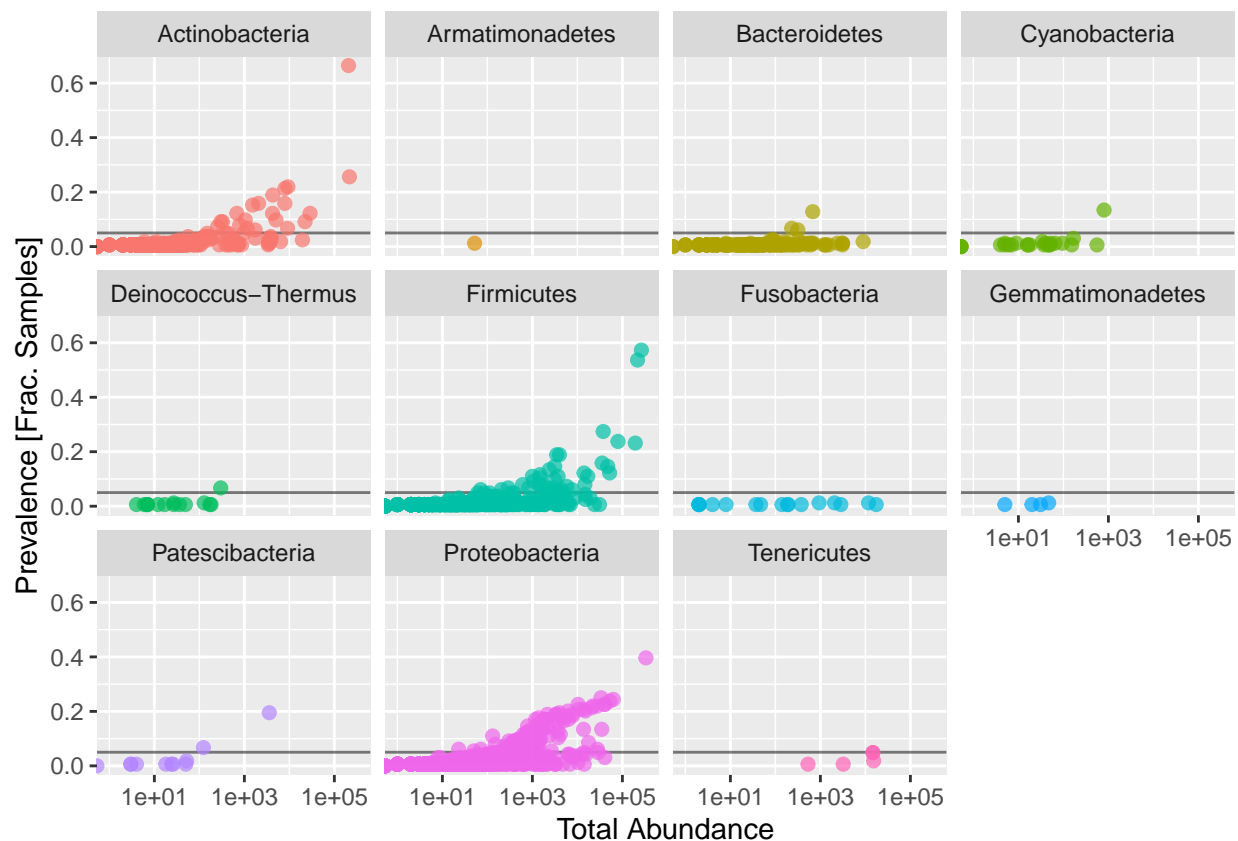 Actinobacteria Armatimonadetes Bacteroidetes Cyanobacteria
0.6
0.4
0.2
0.0
Deinococcus−Thermus Firmicutes Fusobacteria Gemmatimonadetes
0.6
0.4
0.2
0.0
1e+01 1e+03 1e+05
Patescibacteria Proteobacteria Tenericutes
0.6
0.4
0.2
0.0
1e+01 1e+03 1e+05 1e+01 1e+03 1e+05 1e+01 1e+03 1e+05
Total Abundance
Prevalence [Frac. Samples]